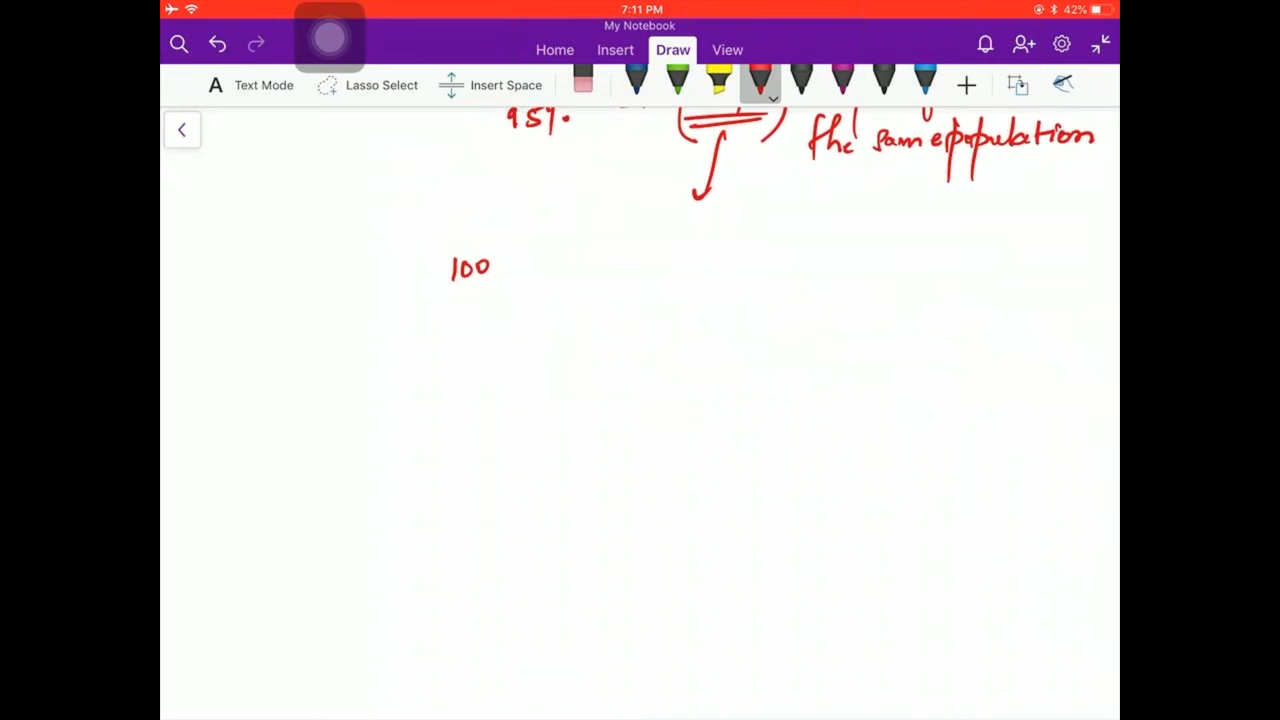 7:11 PM
42%
My Notebook
Home Insert Draw View
A Text Mode Lasso Select Insert Space
95%.
the same population
100